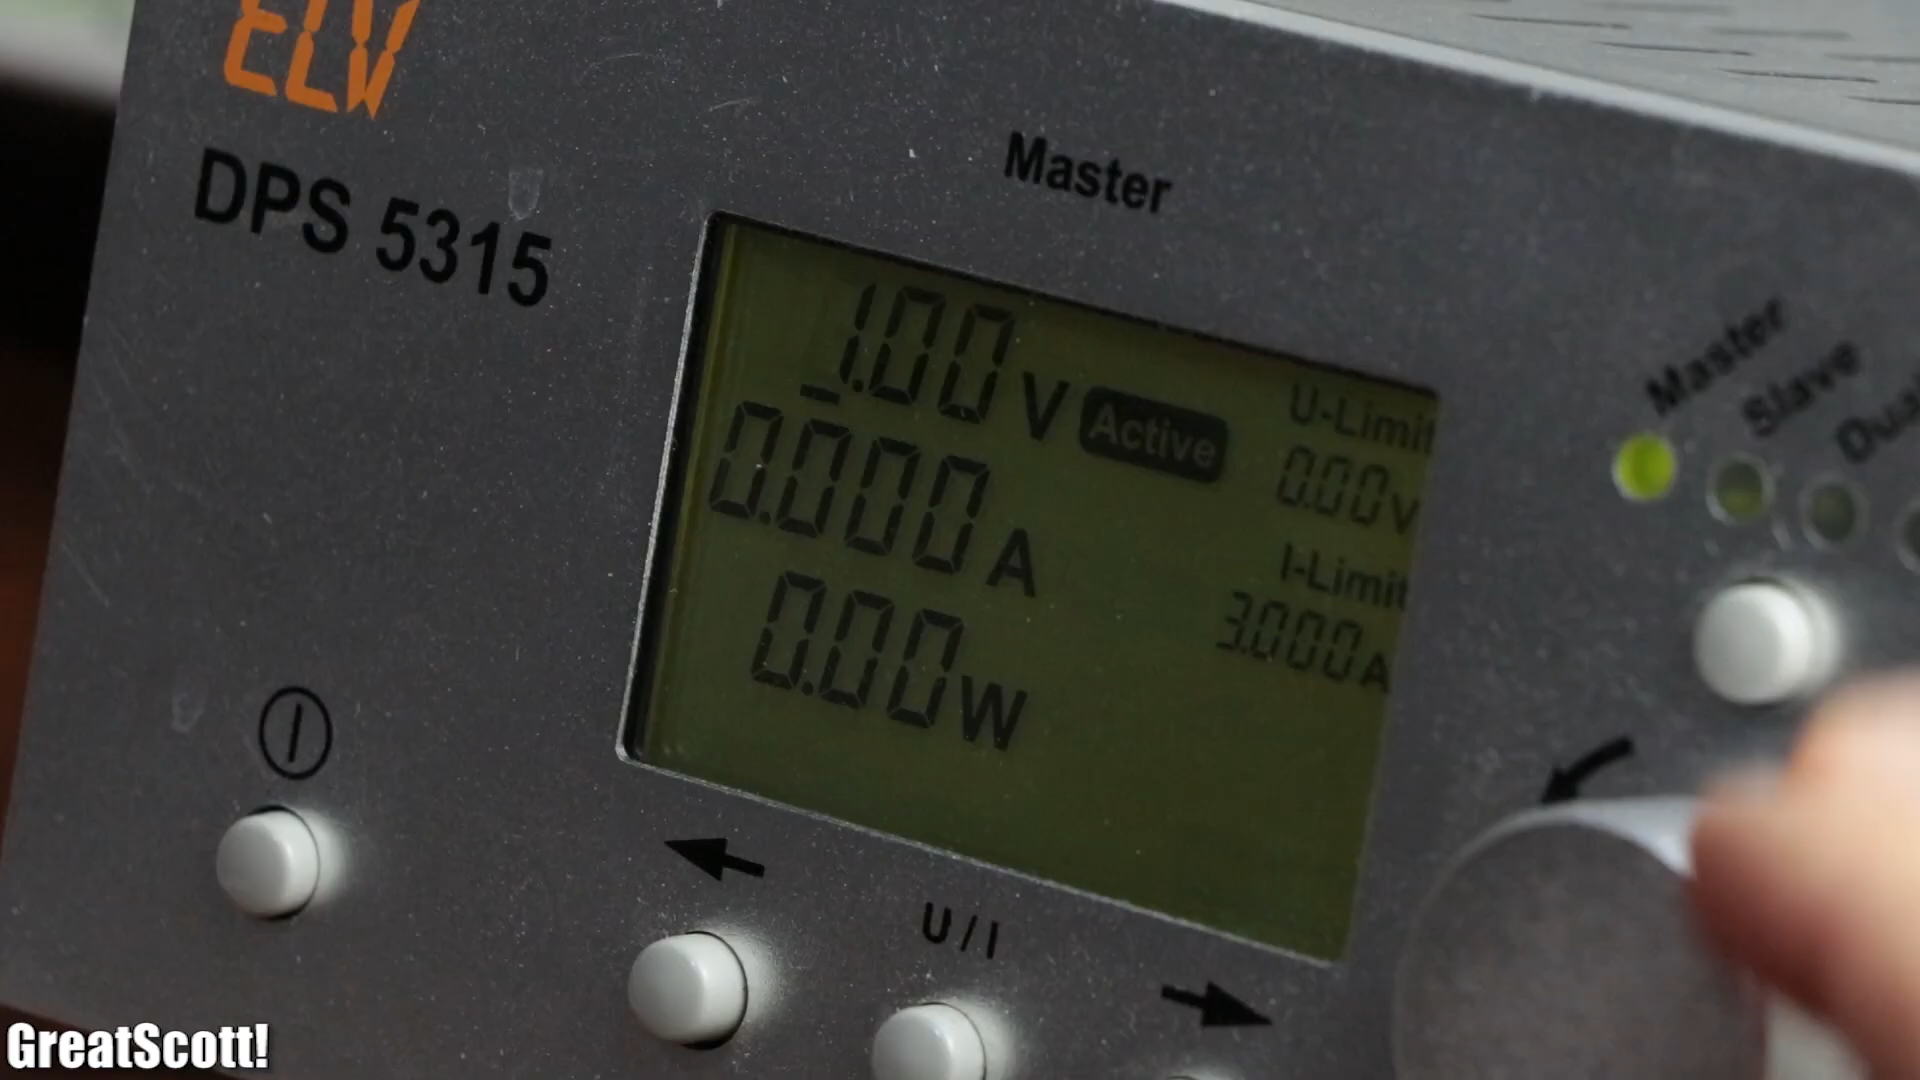 ELV
DPS 5315
Master
1.00 V
Active
0.000 A
0.00 W
U-Limit
0.00 V
I-Limit
3.000 A
Master
Slave
Dual
U / I
GreatScott!